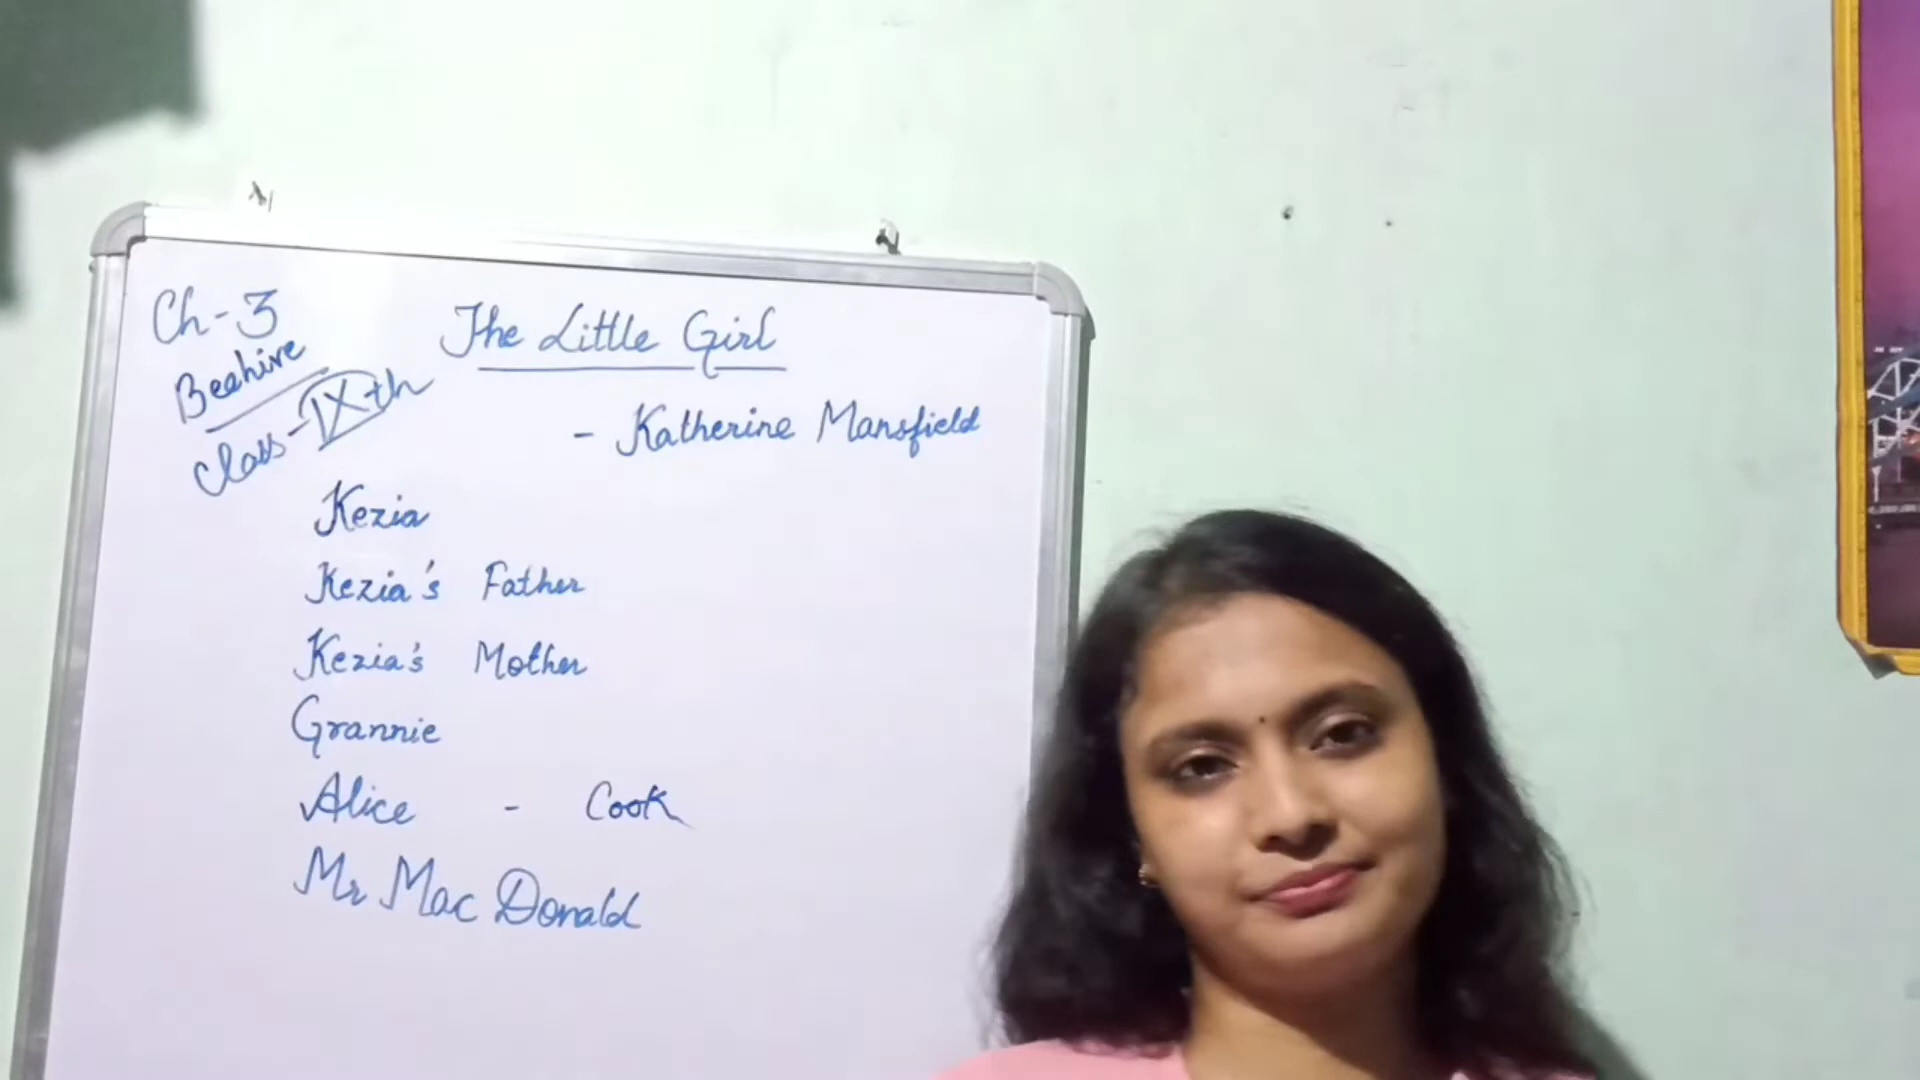 Ch-3
Beehive
Class-IXth
The Little Girl
- Katherine Mansfield
Kezia
Kezia's Father
Kezia's Mother
Grannie
Alice - Cook
Mr Mac Donald